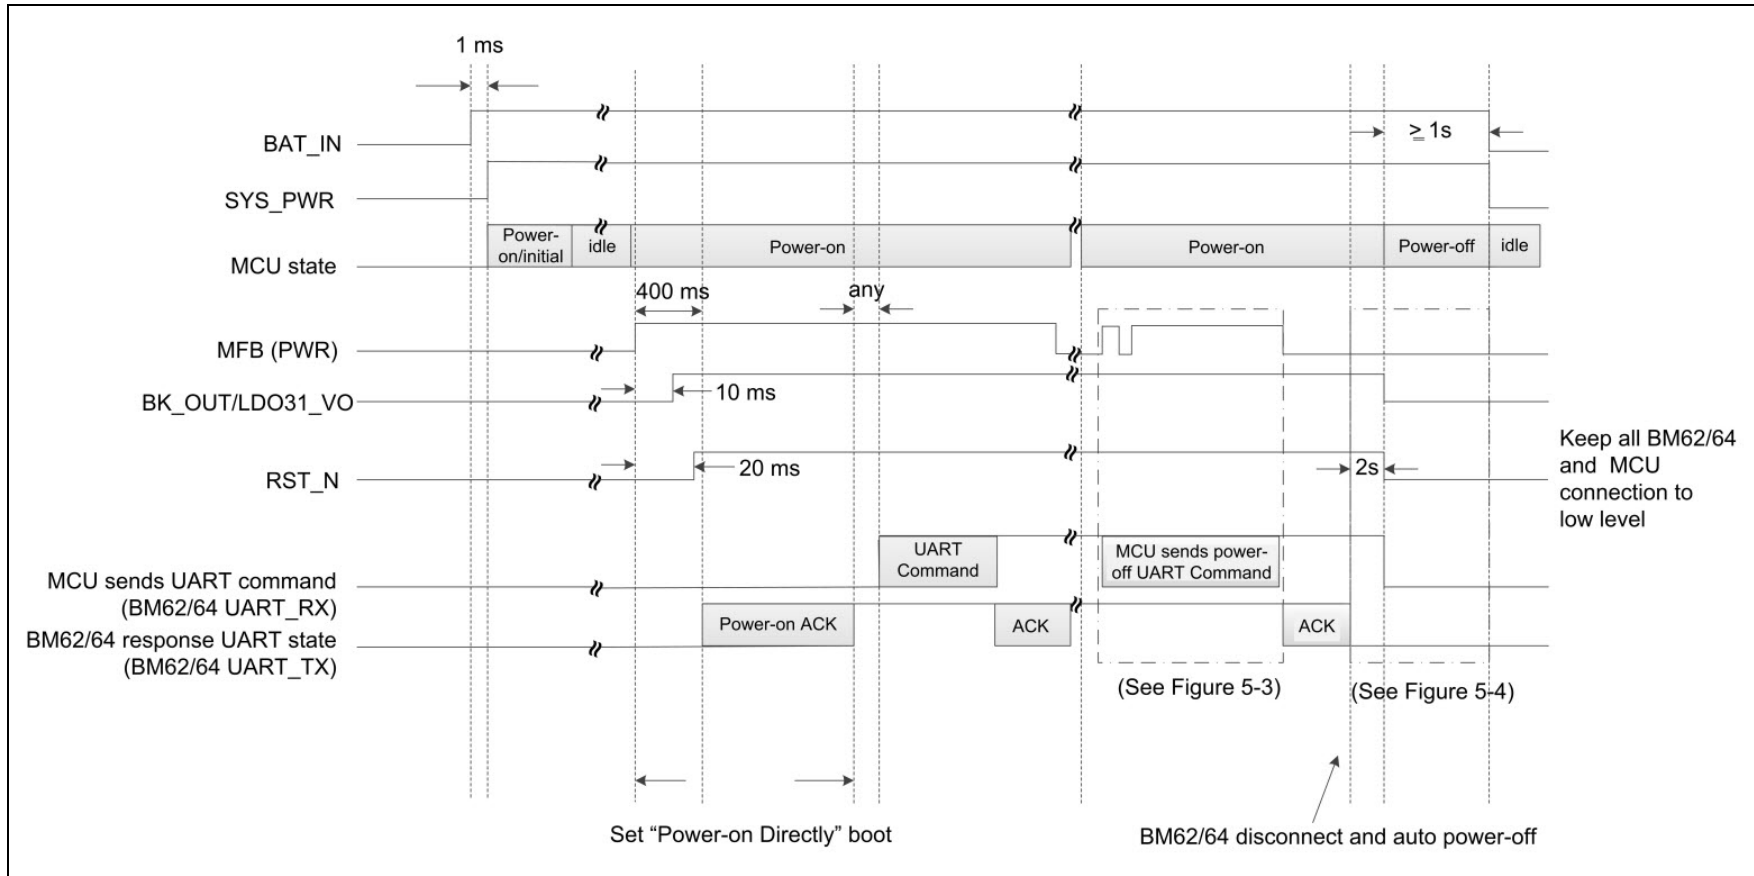 1 ms
BAT_IN
≥ 1s
SYS_PWR
MCU state
Power-
on/initial
idle
Power-on
Power-on
Power-off
idle
400 ms
any
MFB (PWR)
BK_OUT/LDO31_VO
10 ms
RST_N
20 ms
2s
Keep all BM62/64
and MCU
connection to
low level
MCU sends UART command
(BM62/64 UART_RX)
UART
Command
MCU sends power-
off UART Command
BM62/64 response UART state
(BM62/64 UART_TX)
Power-on ACK
ACK
ACK
(See Figure 5-3)
(See Figure 5-4)
Set “Power-on Directly” boot
BM62/64 disconnect and auto power-off